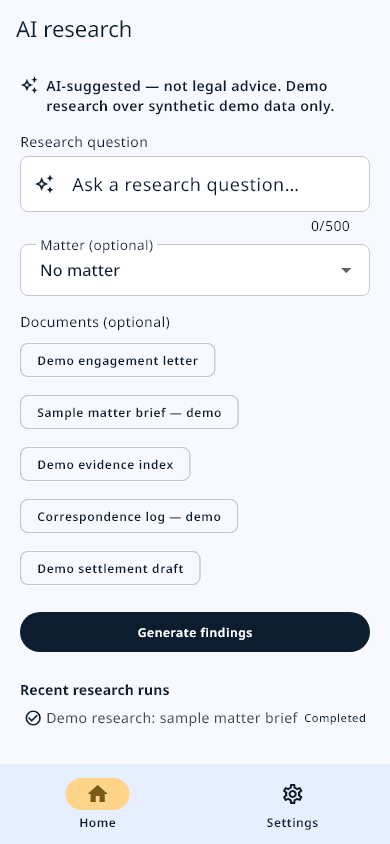 AI research
AI-suggested — not legal advice. Demo
research over synthetic demo data only.
Research question
Ask a research question…
0/500
Matter (optional)
No matter
Documents (optional)
Demo engagement letter
Sample matter brief — demo
Demo evidence index
Correspondence log — demo
Demo settlement draft
Generate findings
Recent research runs
Demo research: sample matter brief Completed
Home Settings